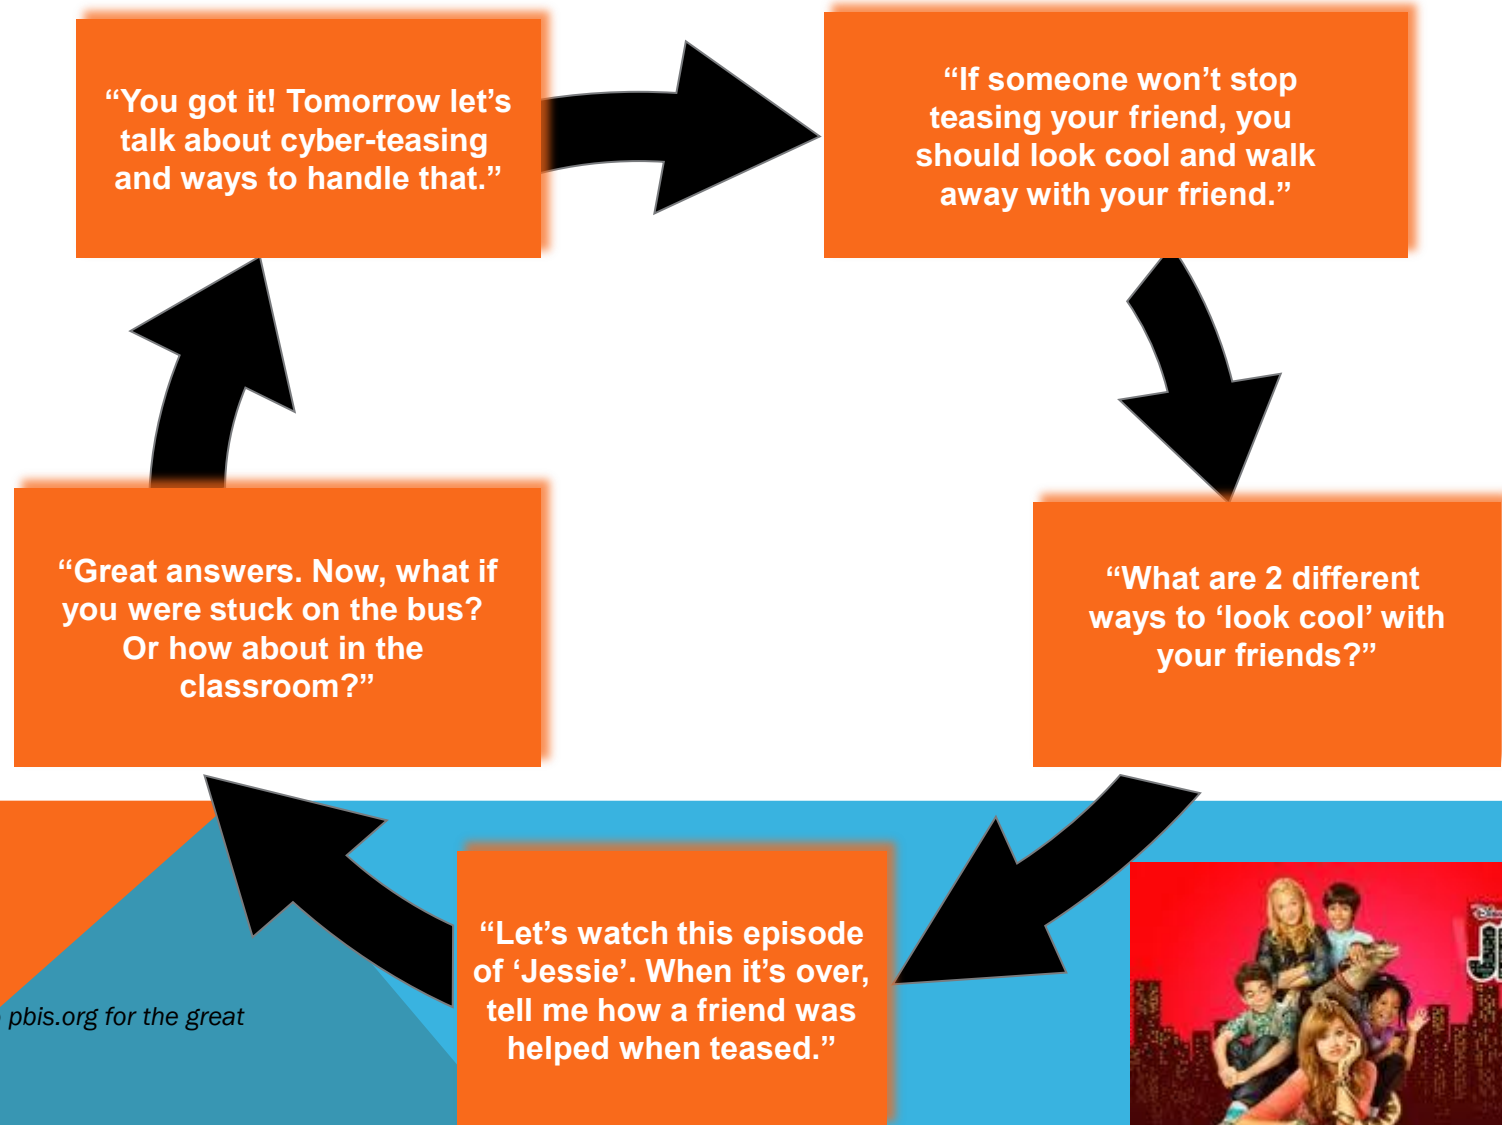 “You got it! Tomorrow let’s
talk about cyber-teasing
and ways to handle that.”
“If someone won’t stop
teasing your friend, you
should look cool and walk
away with your friend.”
“What are 2 different
ways to ‘look cool’ with
your friends?”
“Let’s watch this episode
of ‘Jessie’. When it’s over,
tell me how a friend was
helped when teased.”
“Great answers. Now, what if
you were stuck on the bus?
Or how about in the
classroom?”
pbis.org for the great